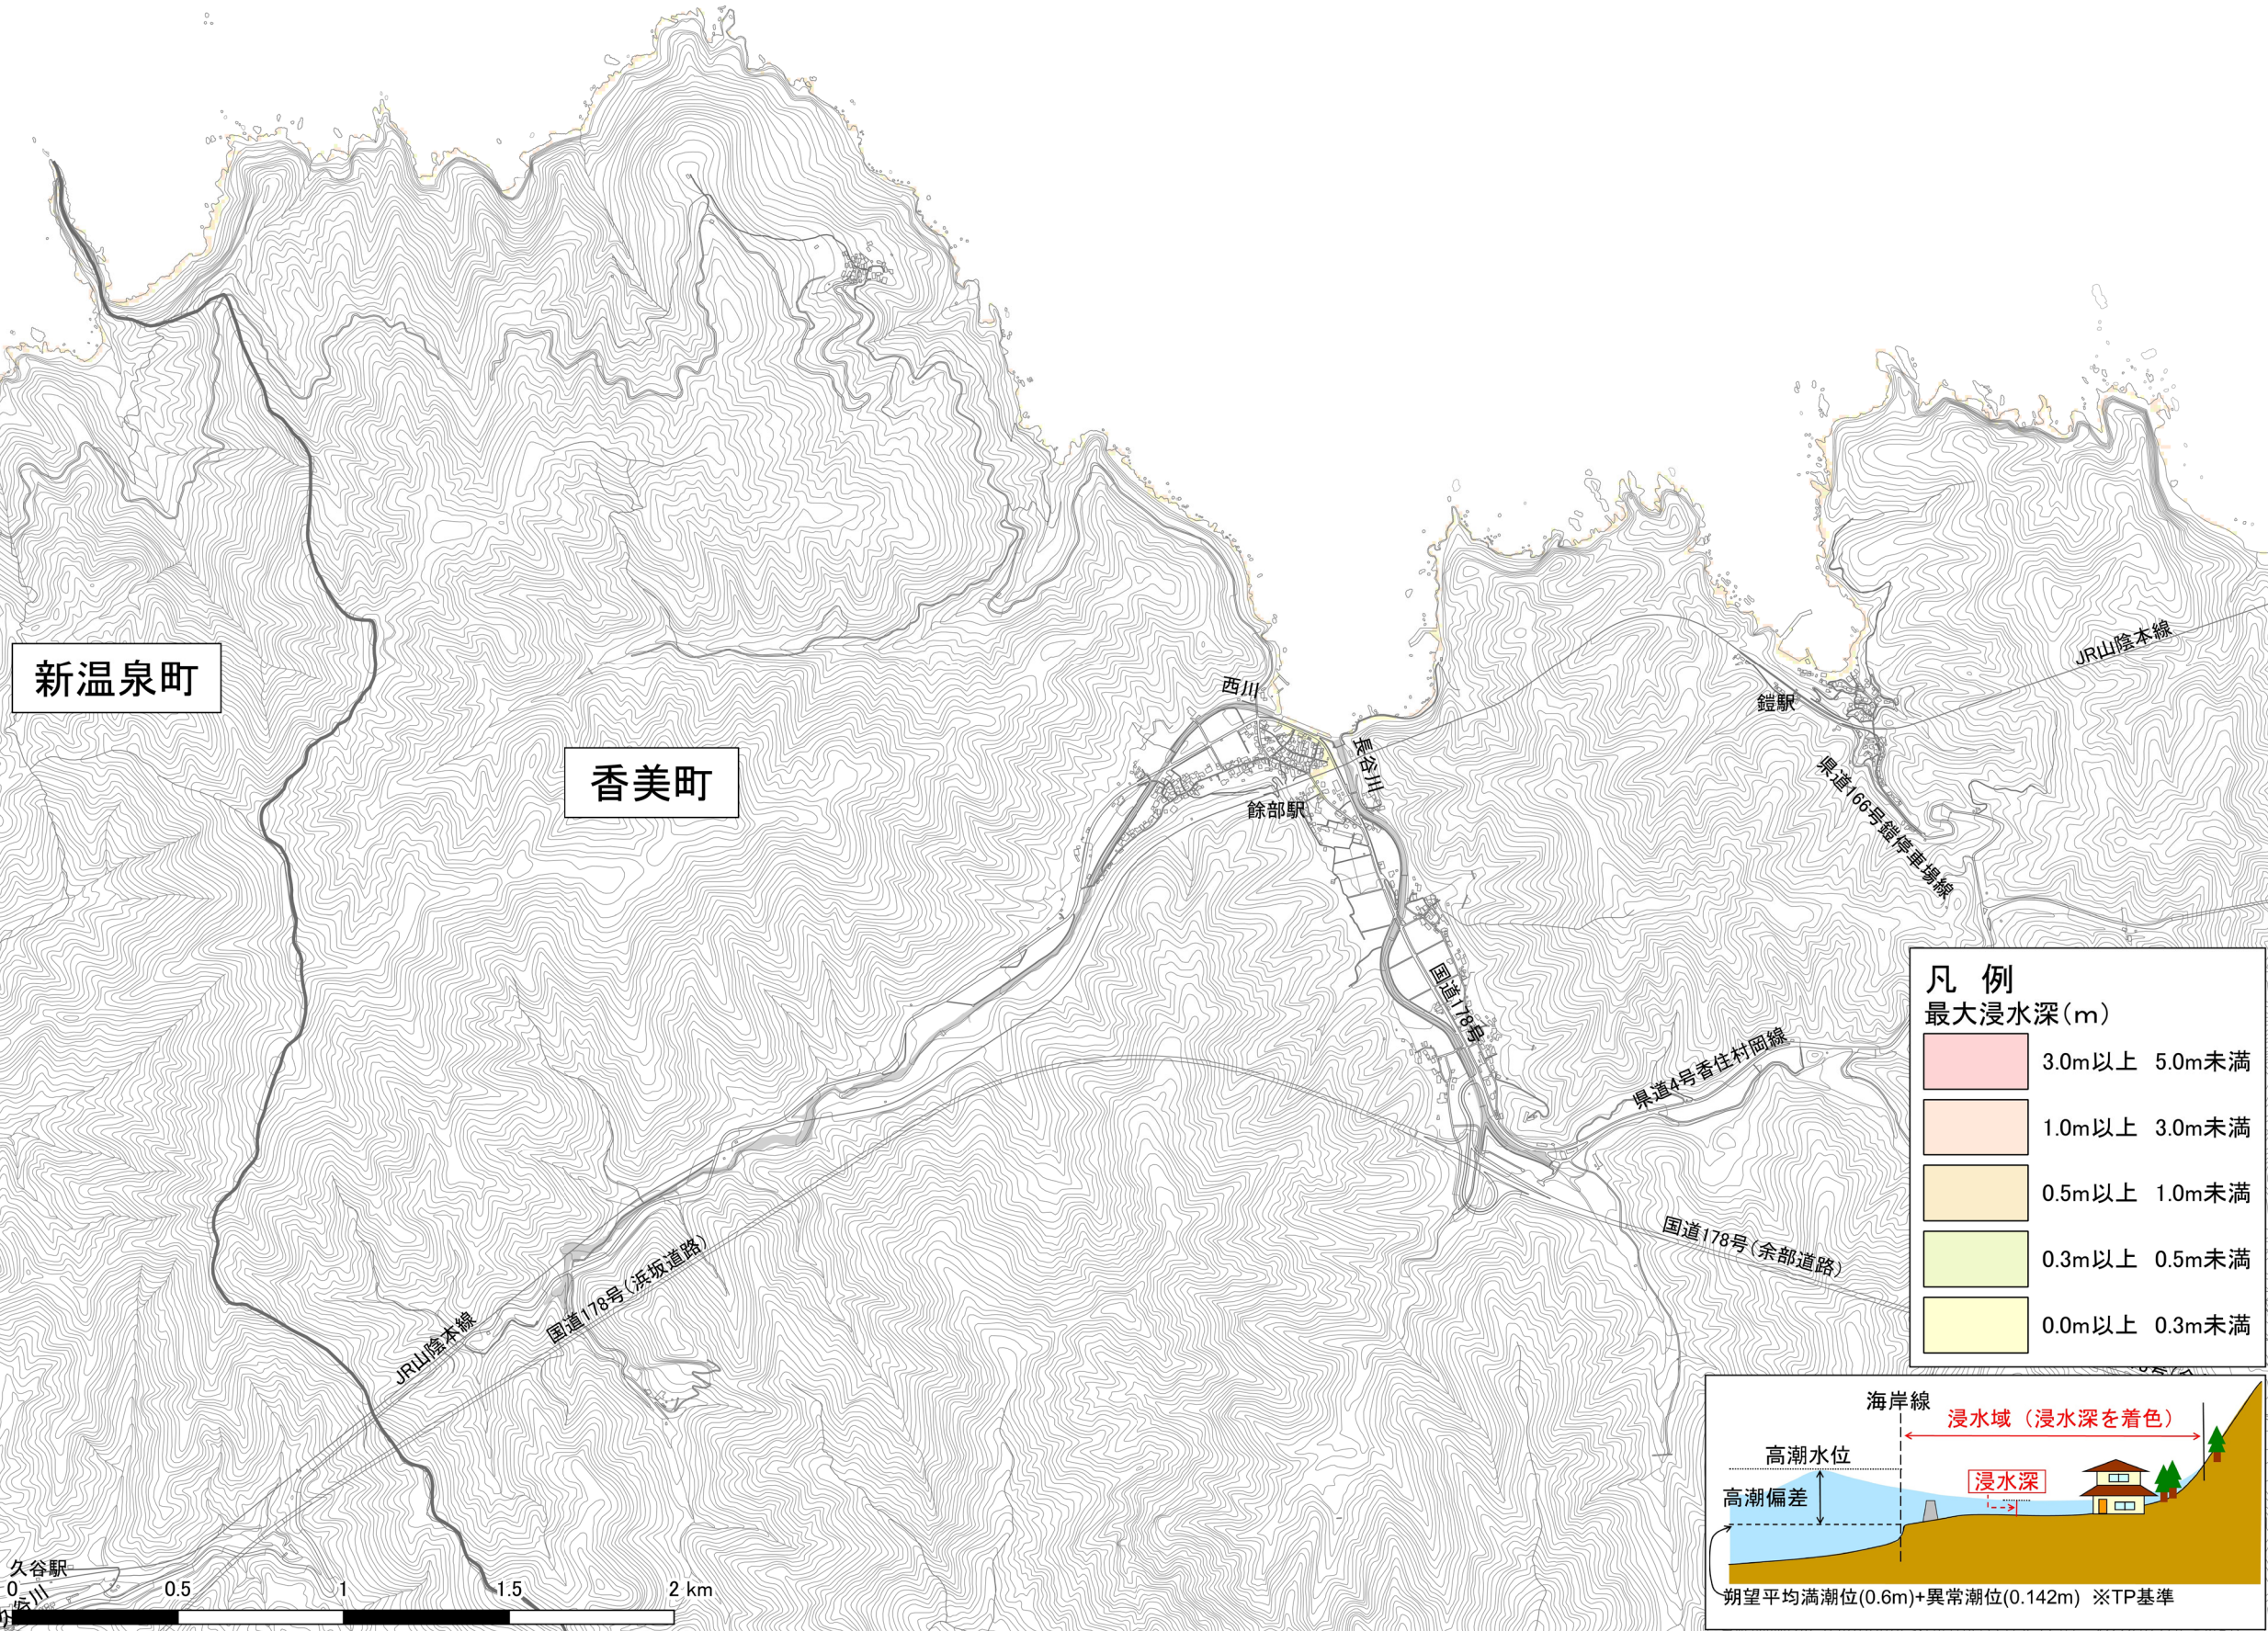 新温泉町
香美町
西川
長谷川
餘部駅
鎧駅
JR山陰本線
県道166号鎧停車場線
国道178号
県道4号香住村岡線
国道178号(余部道路)
国道178号(浜坂道路)
JR山陰本線
久谷駅
0 0.5 1 1.5 2 km
凡 例
最大浸水深(m)
3.0m以上 5.0m未満
1.0m以上 3.0m未満
0.5m以上 1.0m未満
0.3m以上 0.5m未満
0.0m以上 0.3m未満
海岸線
浸水域(浸水深を着色)
高潮水位
浸水深
高潮偏差
朔望平均満潮位(0.6m)+異常潮位(0.142m) ※TP基準